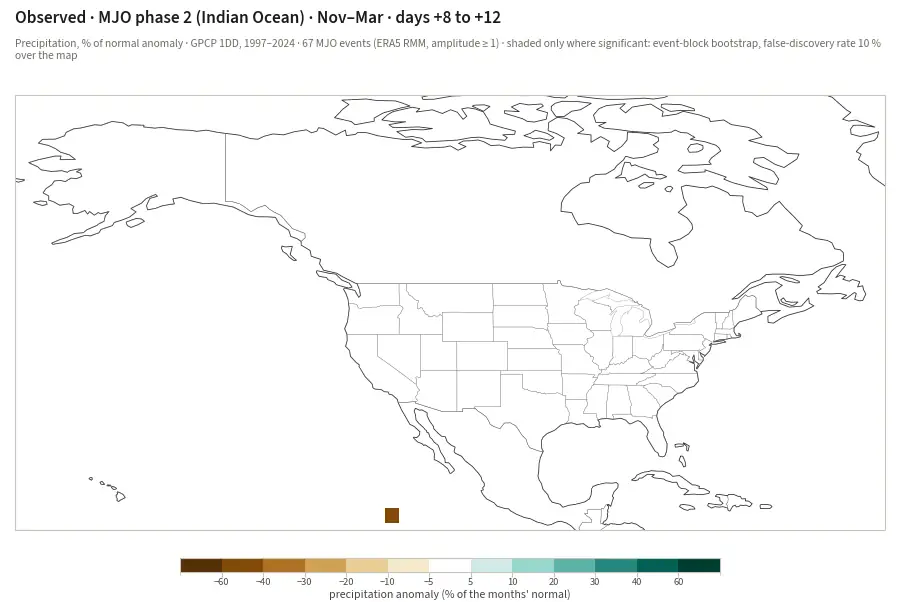 Observed · MJO phase 2 (Indian Ocean) · Nov–Mar · days +8 to +12
Precipitation, % of normal anomaly · GPCP 1DD, 1997–2024 · 67 MJO events (ERA5 RMM, amplitude ≥ 1) · shaded only where significant: event-block bootstrap, false-discovery rate 10 %
over the map
−60 −40 −30 −20 −10 −5 5 10 20 30 40 60
precipitation anomaly (% of the months' normal)